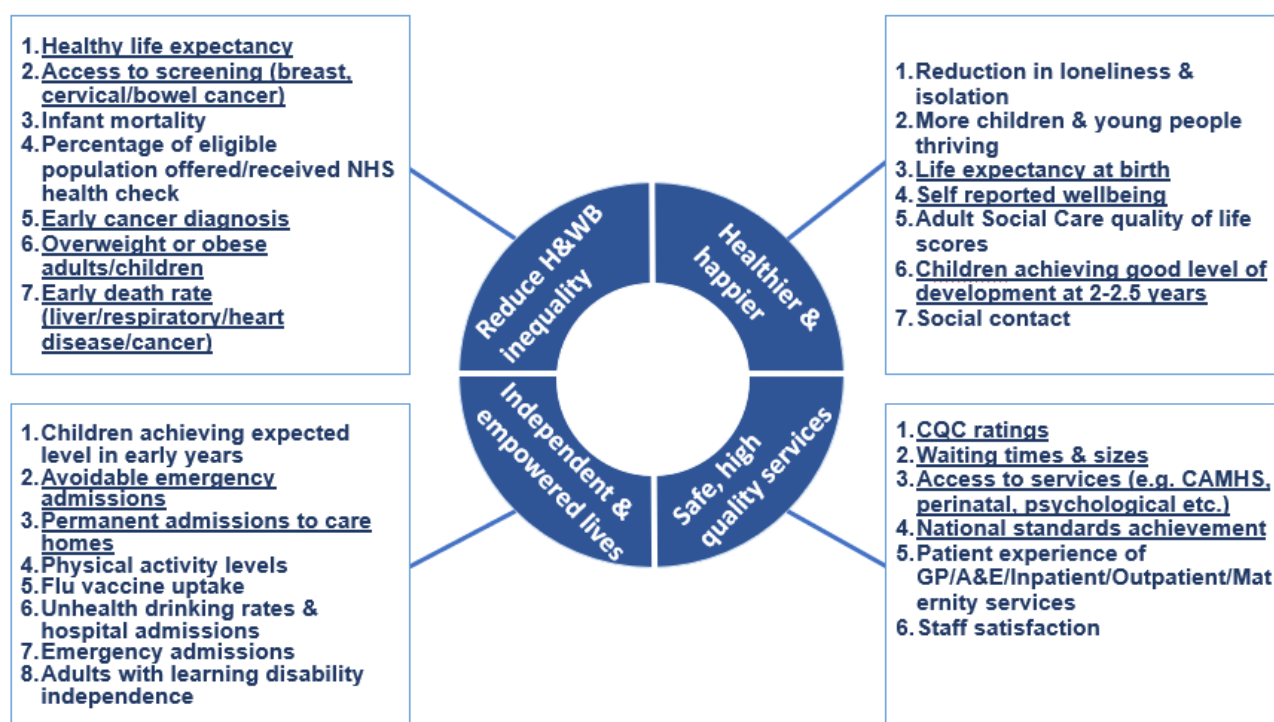 1. Healthy life expectancy
2. Access to screening (breast,
cervical/bowel cancer)
3. Infant mortality
4. Percentage of eligible
population offered/received NHS
health check
5. Early cancer diagnosis
6. Overweight or obese
adults/children
7. Early death rate
(liver/respiratory/heart
disease/cancer)
1. Reduction in loneliness &
isolation
2. More children & young people
thriving
3. Life expectancy at birth
4. Self reported wellbeing
5. Adult Social Care quality of life
scores
6. Children achieving good level of
development at 2-2.5 years
7. Social contact
Reduce H&WB
inequality
Healthier &
happier
Independent &
empowered lives
Safe, high
quality services
1. Children achieving expected
level in early years
2. Avoidable emergency
admissions
3. Permanent admissions to care
homes
4. Physical activity levels
5. Flu vaccine uptake
6. Unhealth drinking rates &
hospital admissions
7. Emergency admissions
8. Adults with learning disability
independence
1. CQC ratings
2. Waiting times & sizes
3. Access to services (e.g. CAMHS,
perinatal, psychological etc.)
4. National standards achievement
5. Patient experience of
GP/A&E/Inpatient/Outpatient/Mat
ernity services
6. Staff satisfaction